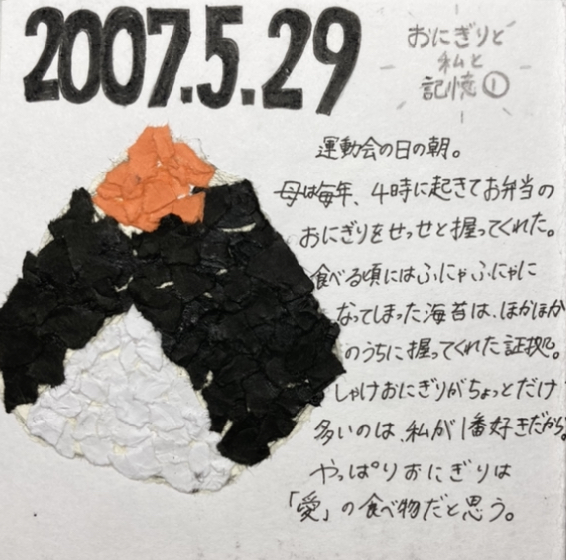 2007.5.29
おにぎりと
私と
記憶①
運動会の日の朝。
母は毎年、4時に起きてお弁当の
おにぎりをせっせと握ってくれた。
食べる頃にはふにゃふにゃに
なってしまった海苔は、ほかほか
のうちに握ってくれた証拠。
しゃけおにぎりがちょっとだけ
多いのは、私が1番好きだから。
やっぱりおにぎりは
「愛」の食べ物だと思う。